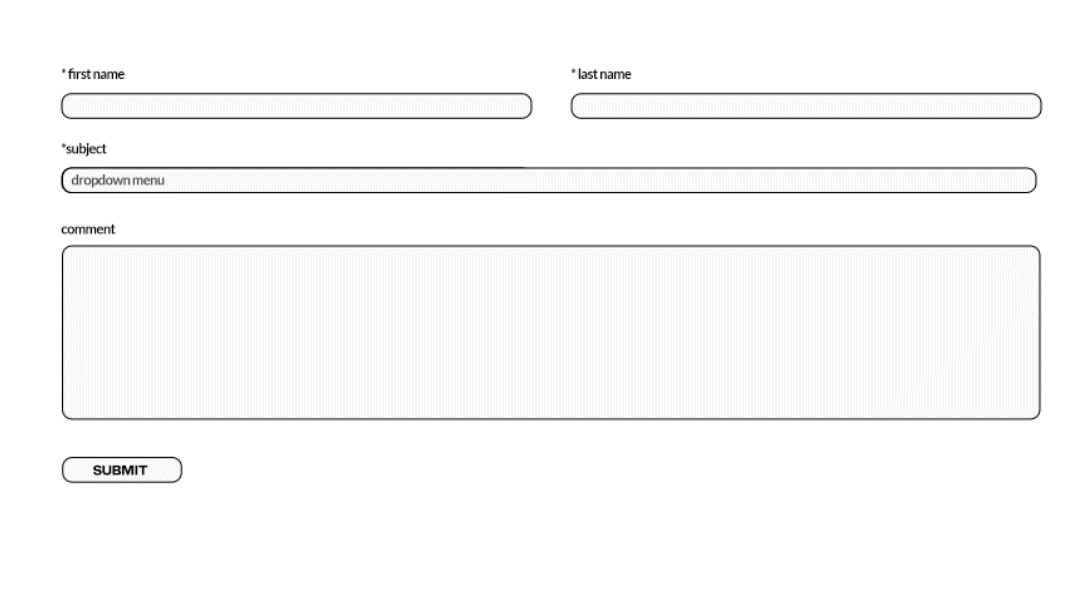 * first name
* last name
*subject
dropdown menu
comment
SUBMIT